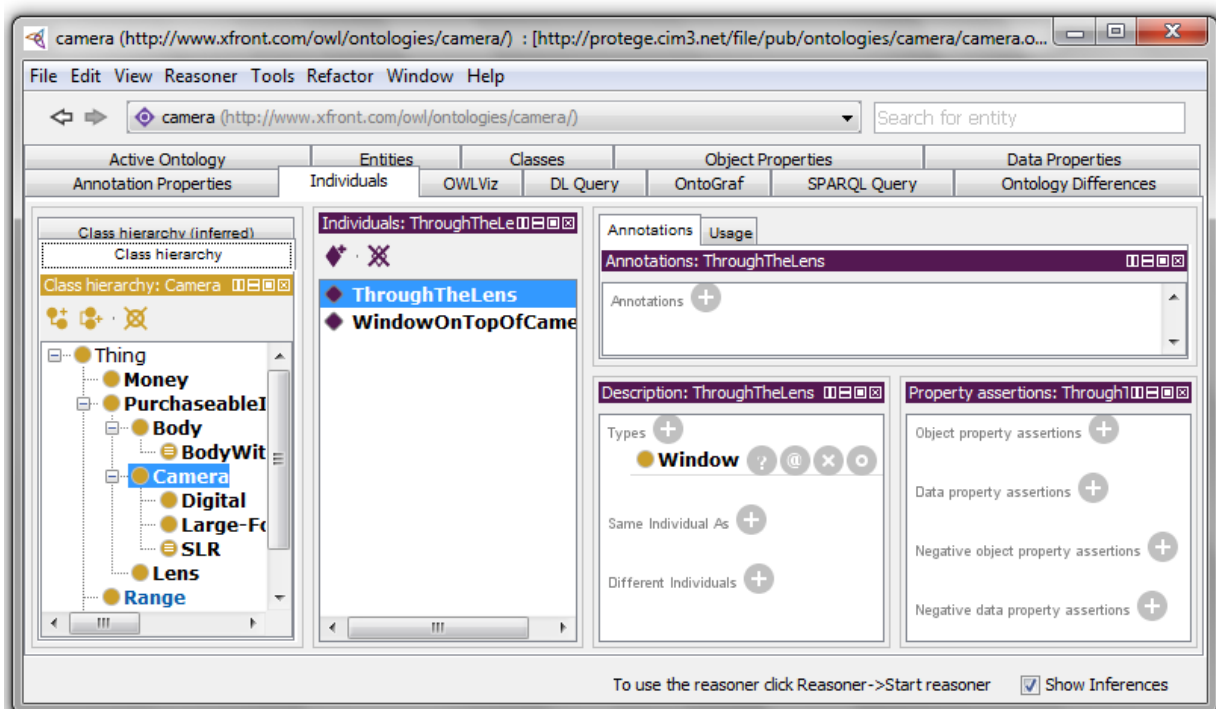 camera (http://www.xfront.com/owl/ontologies/camera/) : [http://protege.cim3.net/file/pub/ontologies/camera/camera.o...
File Edit View Reasoner Tools Refactor Window Help
camera (http://www.xfront.com/owl/ontologies/camera/)
Search for entity
Active Ontology Entities Classes Object Properties Data Properties
Annotation Properties Individuals OWLViz DL Query OntoGraf SPARQL Query Ontology Differences
Class hierarchy (inferred)
Class hierarchy
Class hierarchy: Camera
Thing
Money
PurchaseableI
Body
BodyWit
Camera
Digital
Large-Fo
SLR
Lens
Range
Individuals: ThroughTheLe
ThroughTheLens
WindowOnTopOfCame
Annotations Usage
Annotations: ThroughTheLens
Annotations
Description: ThroughTheLens
Types
Window
Same Individual As
Different Individuals
Property assertions: Through
Object property assertions
Data property assertions
Negative object property assertions
Negative data property assertions
To use the reasoner click Reasoner->Start reasoner Show Inferences